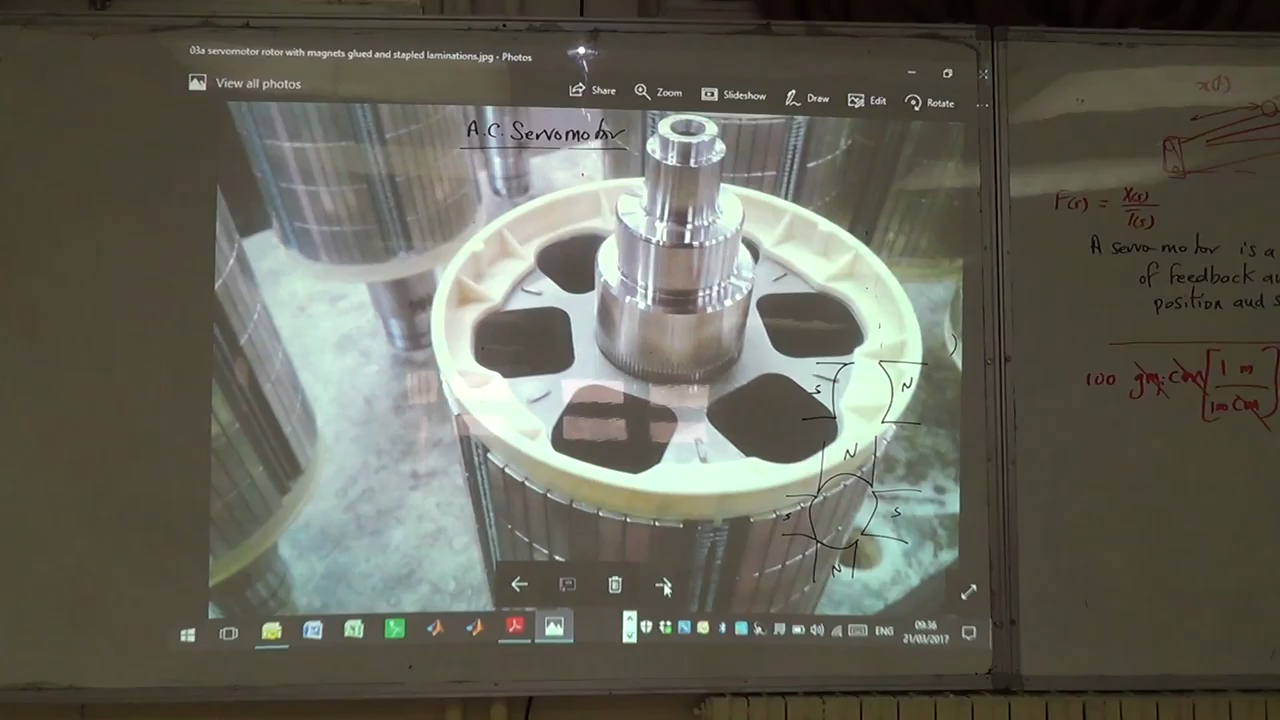 03a servomotor rotor with magnets glued and stapled laminations.jpg - Photos
View all photos
Share Zoom Slideshow Draw Edit Rotate
A.C. Servomotor
S N
N
S S
N
ENG
09:36
21/03/2017
x(t)
F(s) = X(s)/T(s)
A servomotor is a
of feedback
position and s
100 gm.cm [1 m / 100 cm]